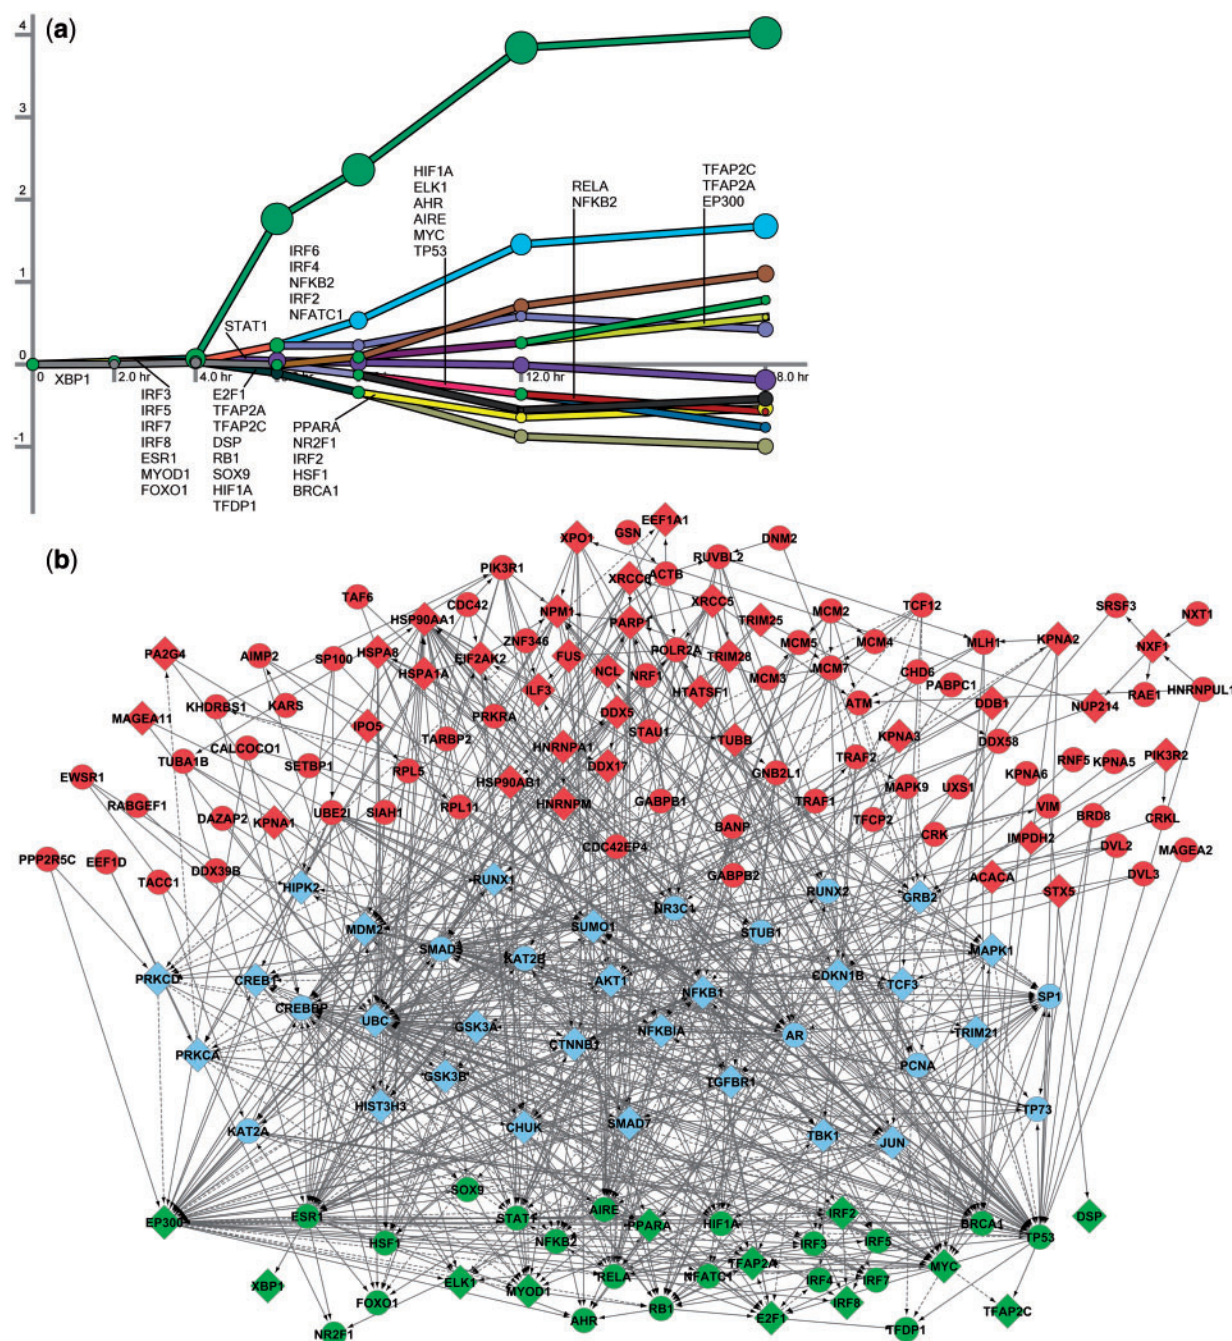 (a)
4
4
2
1
0
-1
HIF1A
ELK1
AHR
AIRE
MYC
TP53
RELA
NFKB2
TFAP2C
TFAP2A
EP300
IRF6
IRF4
NFKB2
IRF2
NFATC1
STAT1
0
XBP1
2.0 hr
4.0 hr
12.0 hr
8.0 hr
IRF3
IRF5
IRF7
IRF8
ESR1
MYOD1
FOXO1
E2F1
TFAP2A
TFAP2C
DSP
RB1
SOX9
HIF1A
TFDP1
PPARA
NR2F1
IRF2
HSF1
BRCA1
(b)
EEF1A1
GSN
XPO1
DNM2
RUVBL2
PIK3R1
XRCC6
ACTB
TAF6
CDC42
HSP90AA1
NPM1
XRCC5
PARP1
TRIM25
MCM2
TCF12
SRSF3
NXT1
ZNF346
MCM5
MCM4
MLH1
KPNA2
NXF1
PA2G4
AIMP2
SP100
HSPA8
EIF2AK2
FUS
POLR2A
TRIM28
HSPA1A
NCL
NRF1
MCM3
MCM7
CHD6
PABPC1
RAE1
HNRNPUL1
KHDRBS1
KARS
ILF3
HTATSF1
ATM
DDB1
NUP214
MAGEA11
IPO5
PRKRA
DDX5
STAU1
TUBB
KPNA3
DDX58
TARBP2
HNRNPA1
CALCOCO1
TUBA1B
SETBP1
RPL5
DDX17
GNB2L1
TRAF2
RNF5
KPNA5
PIK3R2
EWSR1
HSP90AB1
KPNA6
MAPK9
UXS1
RABGEF1
UBE2I
SIAH1
RPL11
HNRNPM
GABPB1
TRAF1
VIM
DAZAP2
KPNA1
BANP
TFCP2
CRK
IMPDH2
BRD8
CRKL
CDC42EP4
DVL2
MAGEA2
PPP2R5C
EEF1D
TACC1
DDX39B
GABPB2
ACACA
STX5
DVL3
HIPK2
RUNX1
RUNX2
GRB2
NR3C1
MDM2
SUMO1
STUB1
SMAD3
KAT2B
MAPK1
PRKCD
CREB1
AKT1
NFKB1
CDKN1B
TCF3
SP1
CREBBP
UBC
GSK3A
NFKBIA
AR
TRIM21
PRKCA
CTNNB1
PCNA
GSK3B
TGFBR1
HIST3H3
TP73
KAT2A
CHUK
SMAD7
TBK1
JUN
SOX9
EP300
ESR1
STAT1
AIRE
PPARA
HIF1A
IRF2
BRCA1
DSP
HSF1
NFKB2
IRF3
IRF5
TP53
TFAP2A
MYC
XBP1
ELK1
MYOD1
RELA
NFATC1
IRF4
IRF7
FOXO1
RB1
IRF8
TFAP2C
NR2F1
AHR
E2F1
TFDP1